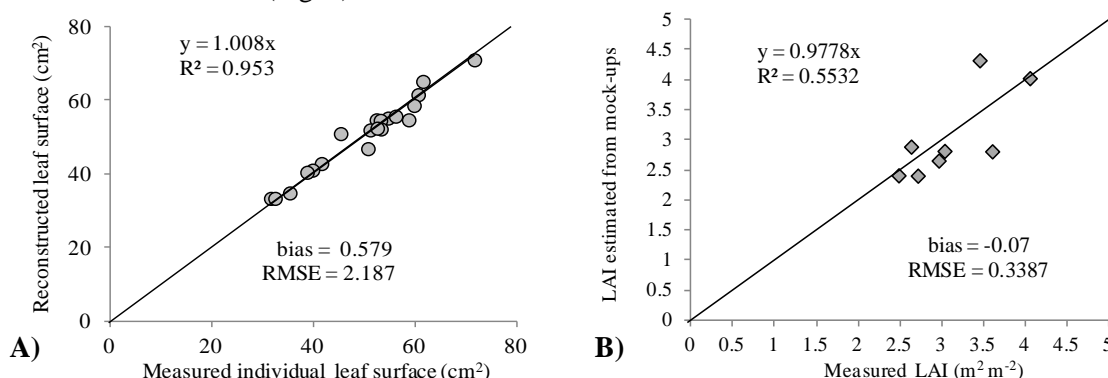 80
60
40
20
0
Reconstructed leaf surface (cm²)
y = 1.008x
R² = 0.953
bias = 0.579
RMSE = 2.187
0 20 40 60 80
A)
Measured individual leaf surface (cm²)
5
4.5
4
3.5
3
2.5
2
1.5
1
0.5
0
LAI estimated from mock-ups
y = 0.9778x
R² = 0.5532
bias = -0.07
RMSE = 0.3387
0 0.5 1 1.5 2 2.5 3 3.5 4 4.5 5
B)
Measured LAI (m² m⁻²)